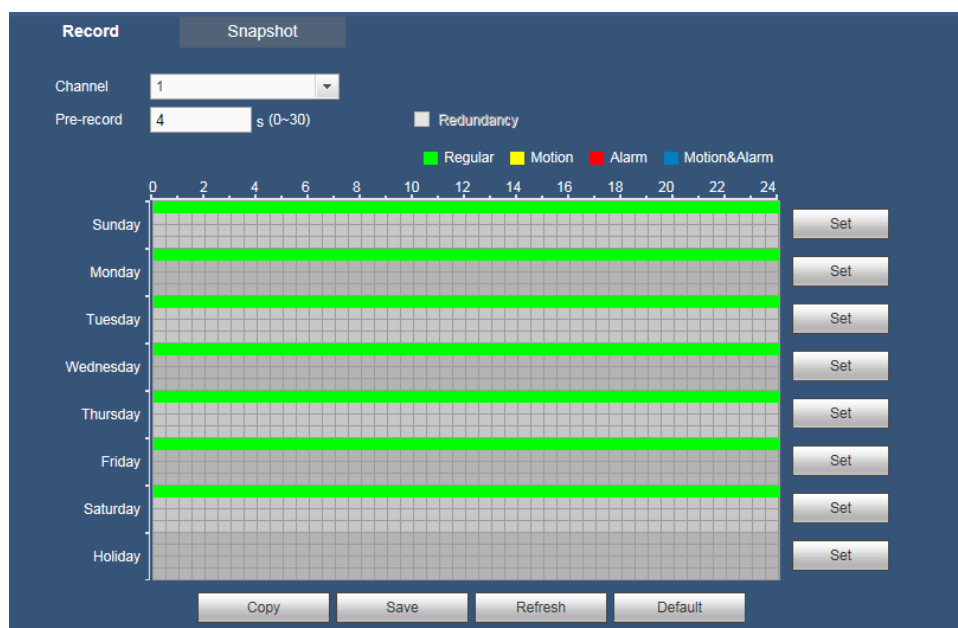 Record Snapshot
Channel 1
Pre-record 4 s (0~30) Redundancy
Regular Motion Alarm Motion&Alarm
0 2 4 6 8 10 12 14 16 18 20 22 24
Sunday Set
Monday Set
Tuesday Set
Wednesday Set
Thursday Set
Friday Set
Saturday Set
Holiday Set
Copy Save Refresh Default